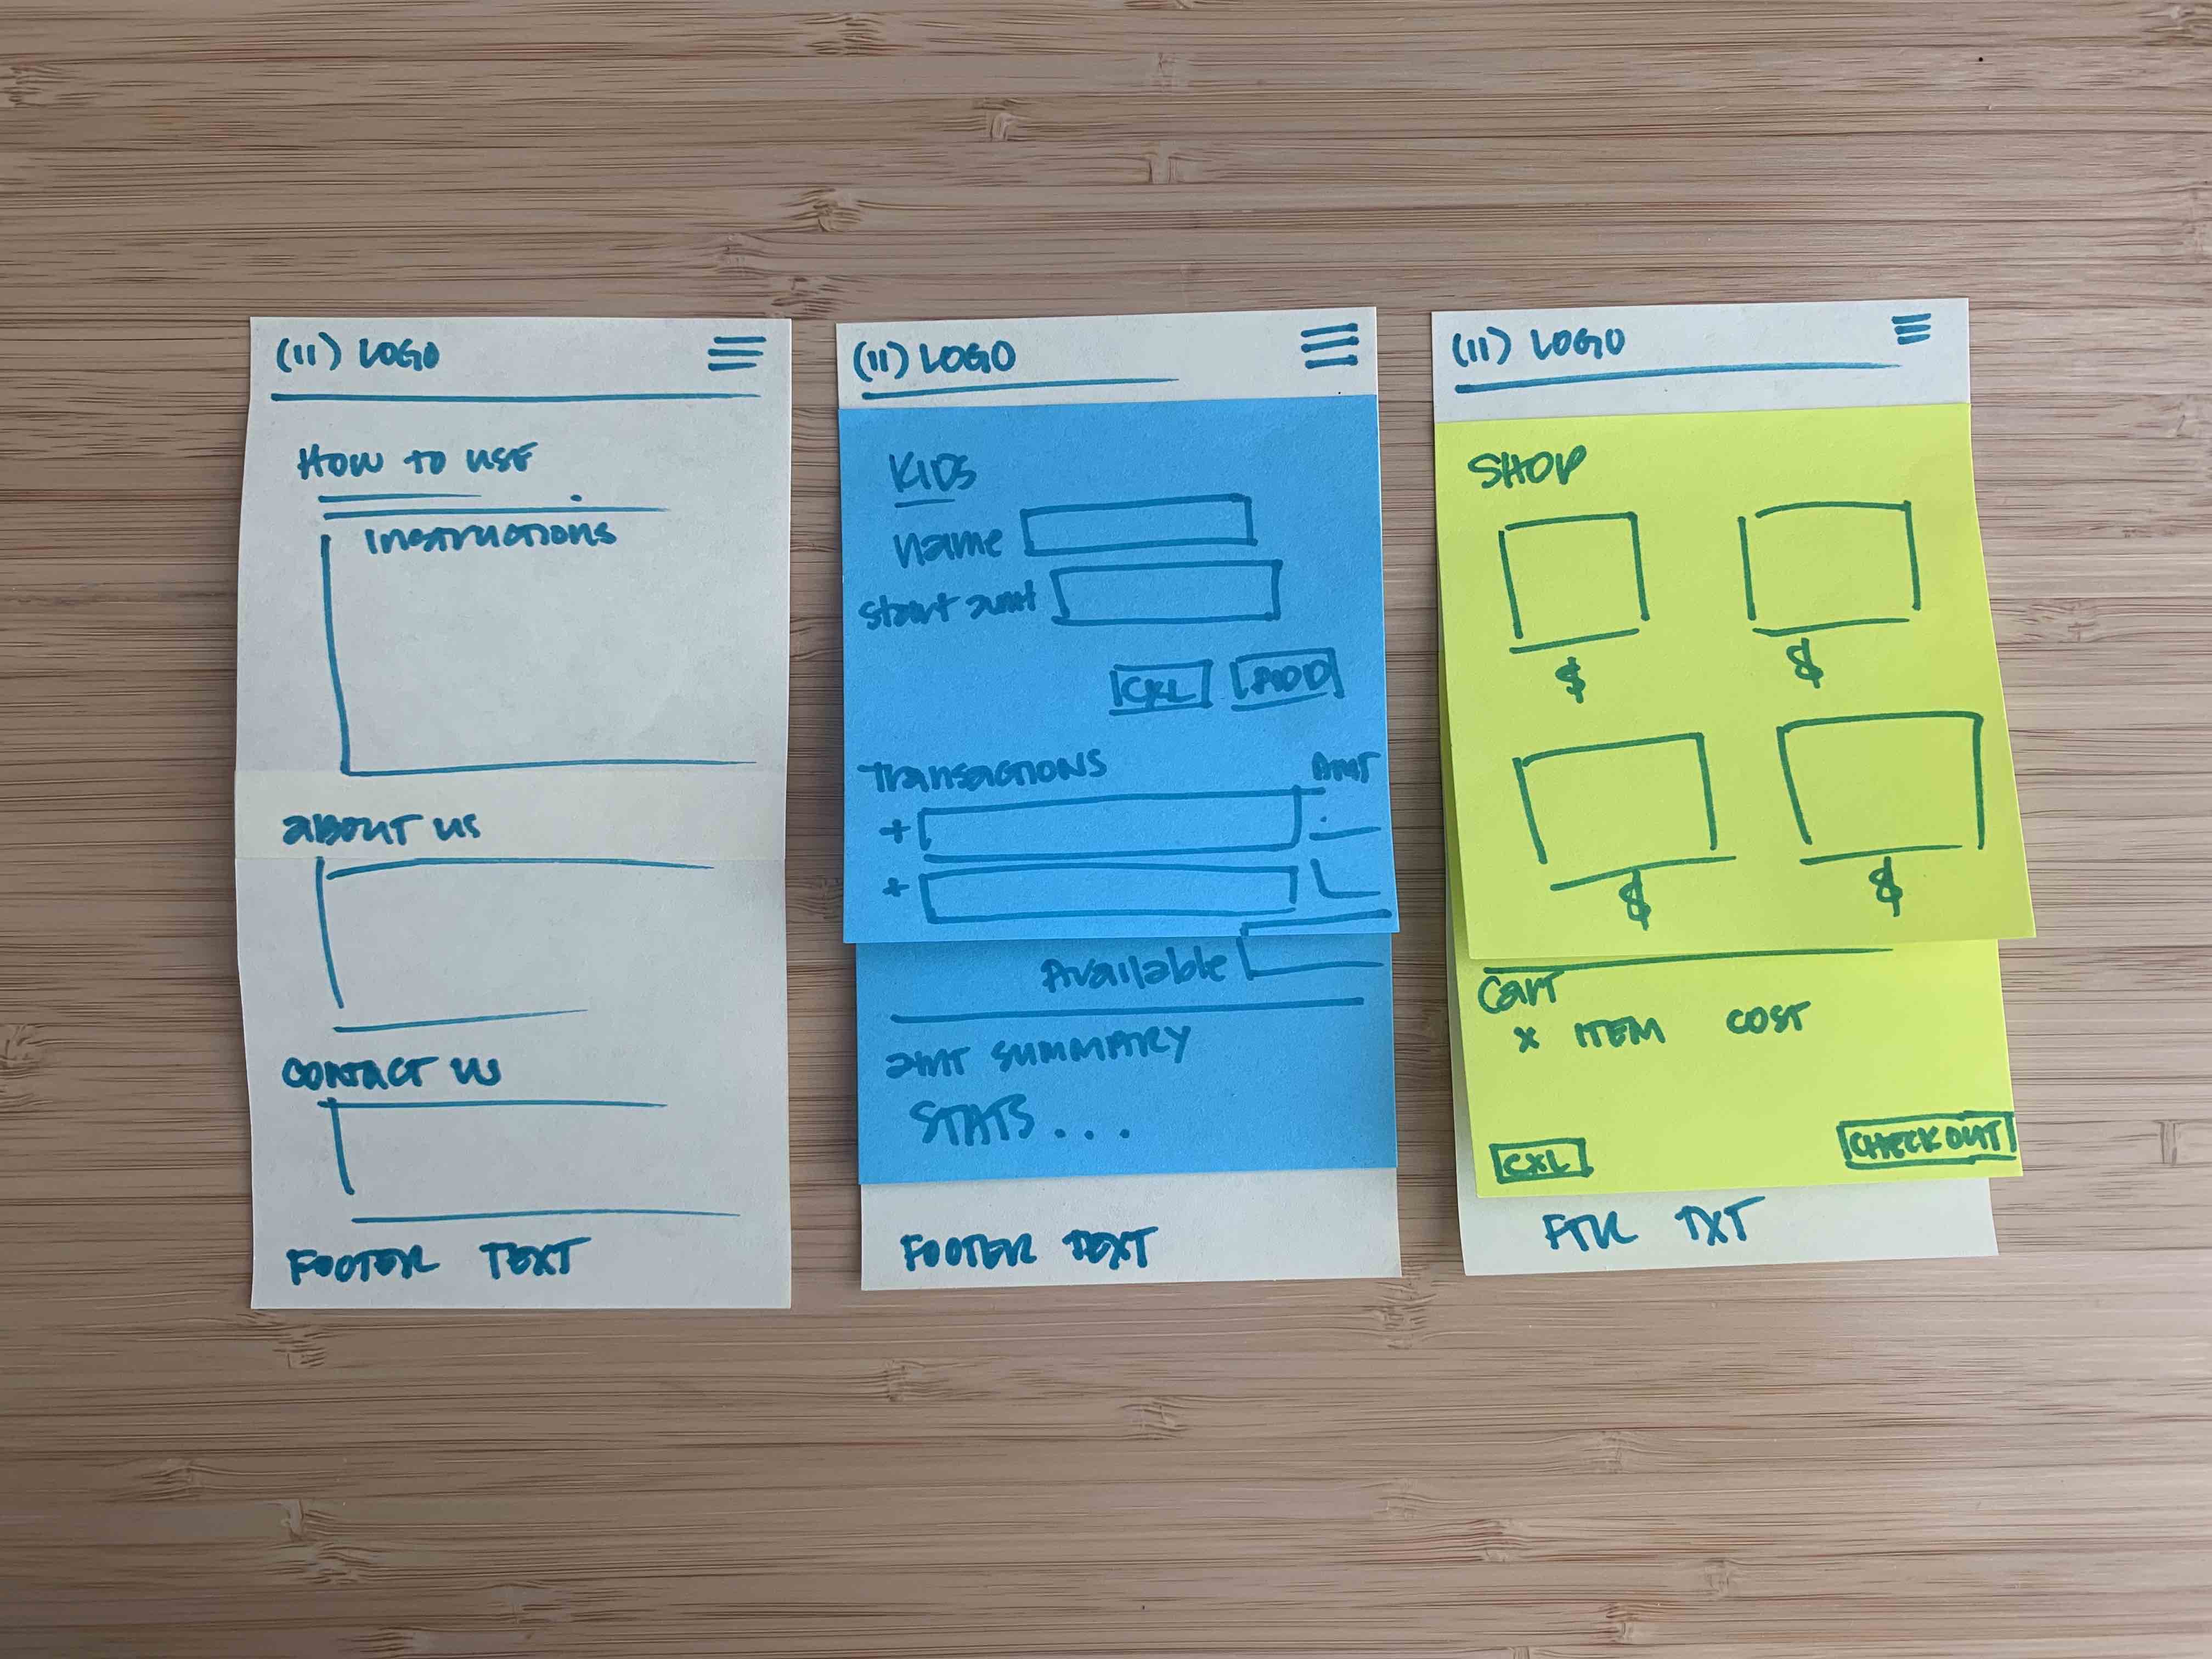 (11) LOGO
HOW TO USE
Instructions
ABOUT US
CONTACT US
FOOTER TEXT
(11) LOGO
KIDS
name
start amt
CXL ADD
Transactions AMT
+
+
Available
amt SUMMARY
STATS...
FOOTER TEXT
(11) LOGO
SHOP
$ $
$ $
Cart
x ITEM COST
CXL CHECK OUT
FTR TXT